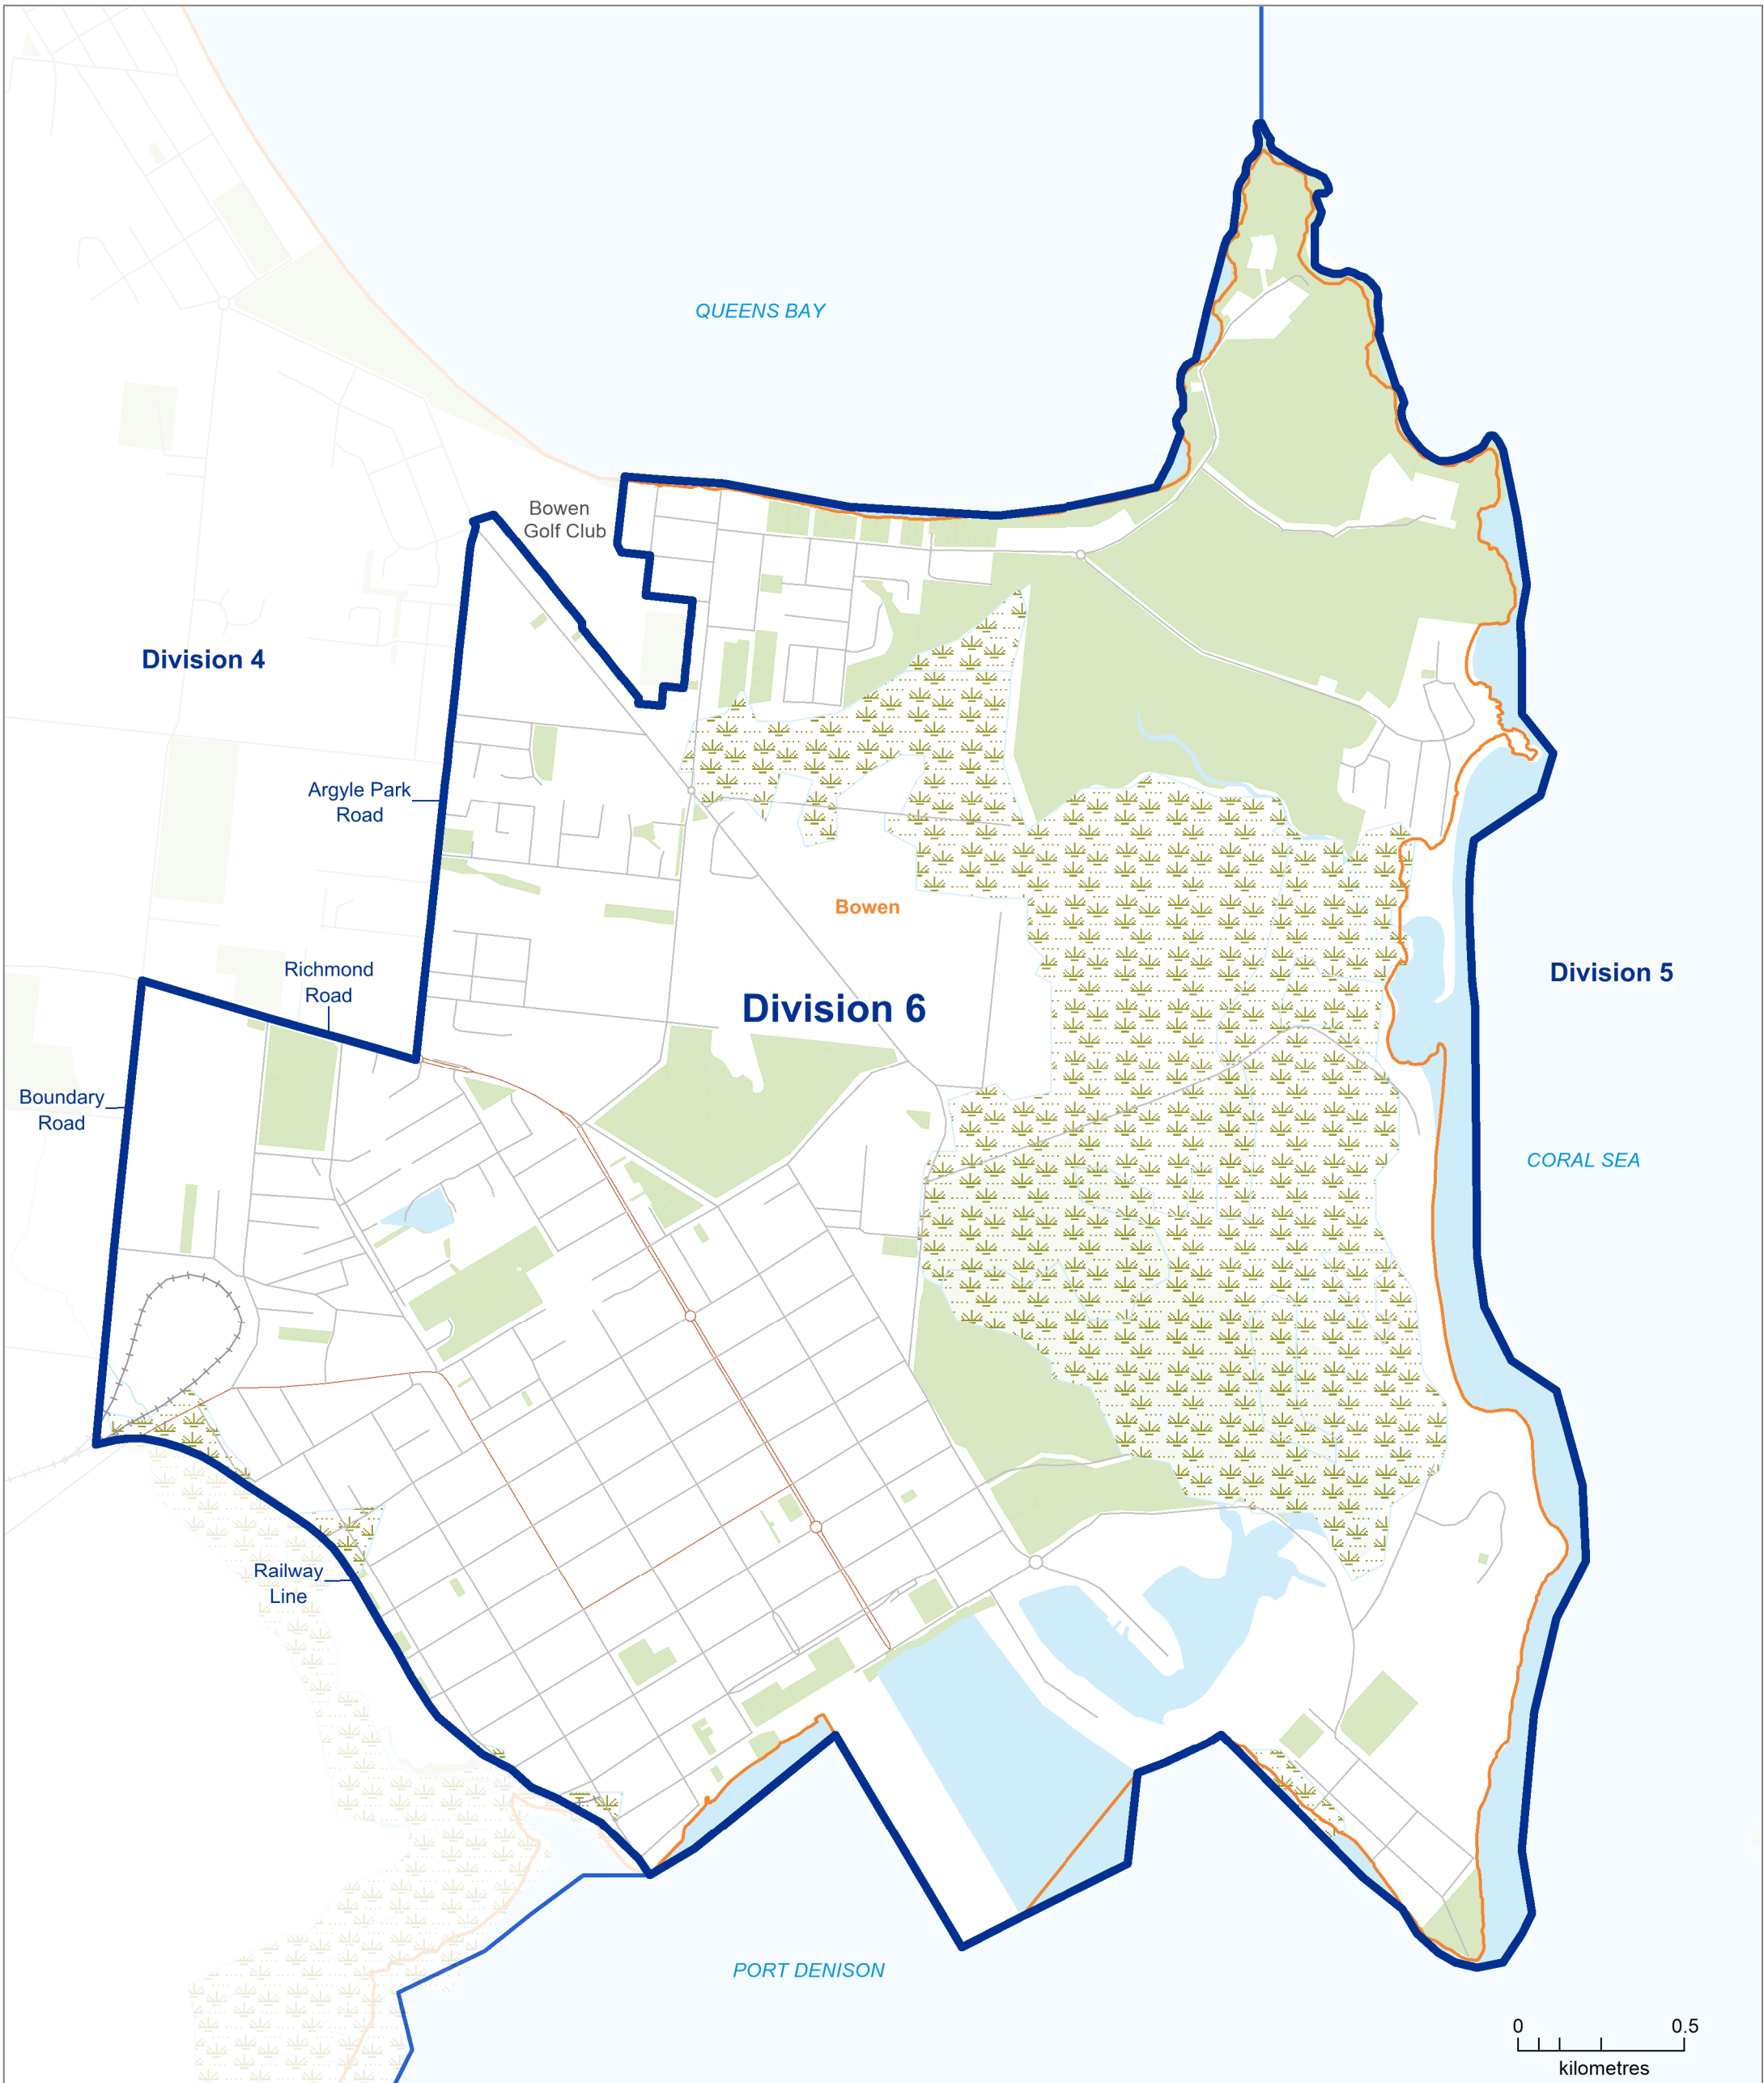 QUEENS BAY
Bowen
Golf Club
Division 4
Argyle Park
Road
Bowen
Richmond
Road
Division 6
Division 5
Boundary
Road
CORAL SEA
Railway
Line
PORT DENISON
0 0.5
kilometres